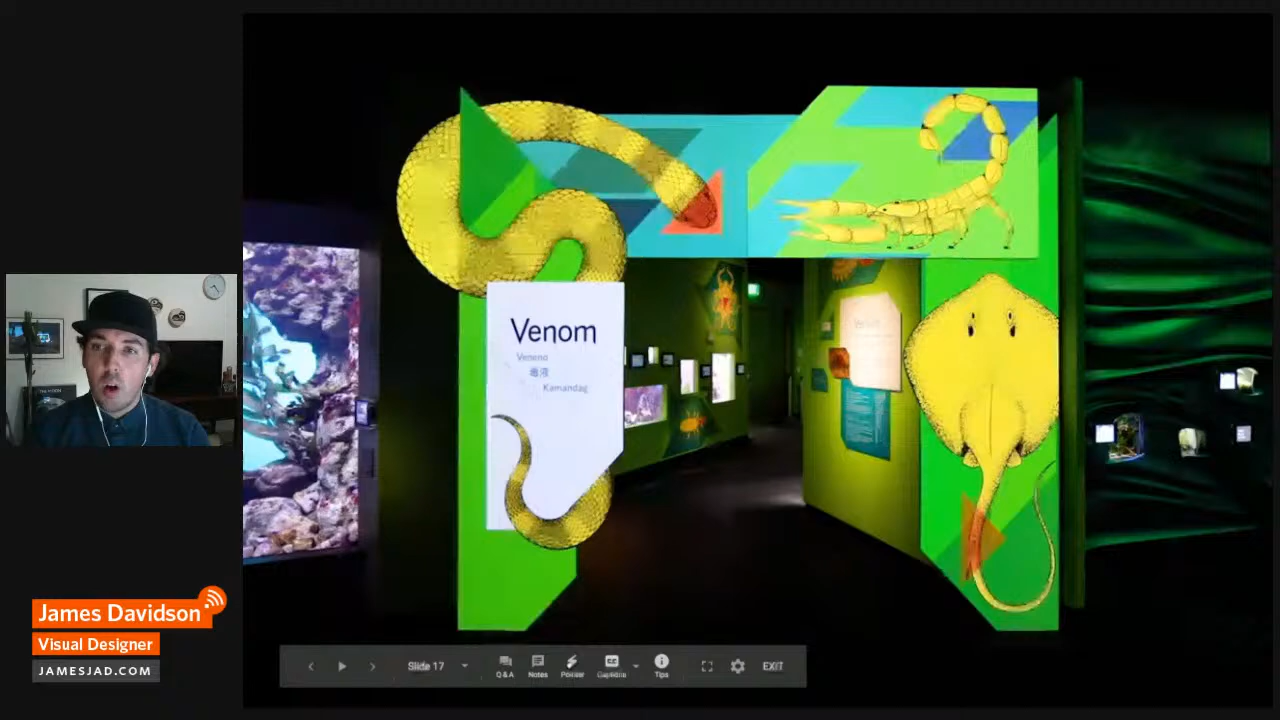 Venom
Veneno
毒液
Kamandag
James Davidson
Visual Designer
JAMESJAD.COM
Slide 17
Q&A
Notes
Pointer
Captions
Tips
EXIT